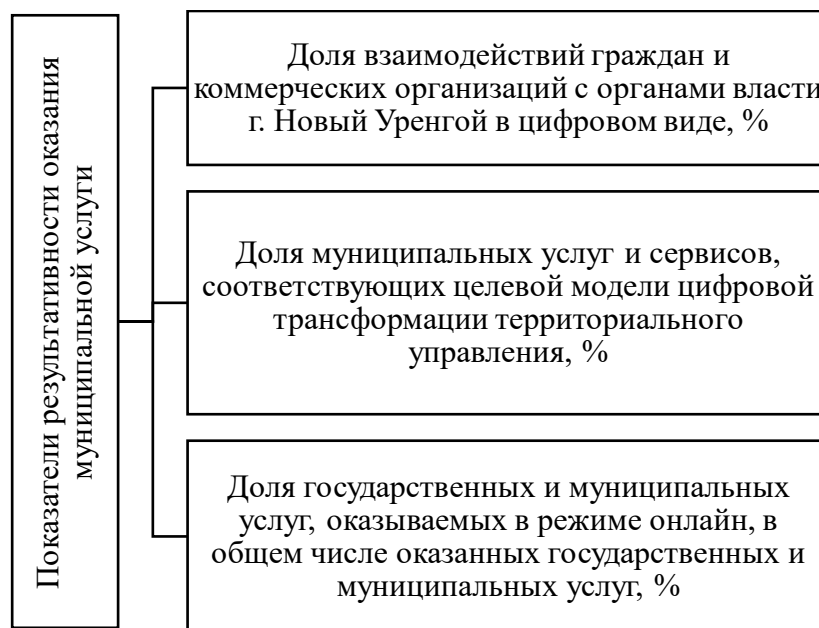 Показатели результативности оказания
муниципальной услуги
Доля взаимодействий граждан и
коммерческих организаций с органами власти
г. Новый Уренгой в цифровом виде, %
Доля муниципальных услуг и сервисов,
соответствующих целевой модели цифровой
трансформации территориального
управления, %
Доля государственных и муниципальных
услуг, оказываемых в режиме онлайн, в
общем числе оказанных государственных и
муниципальных услуг, %